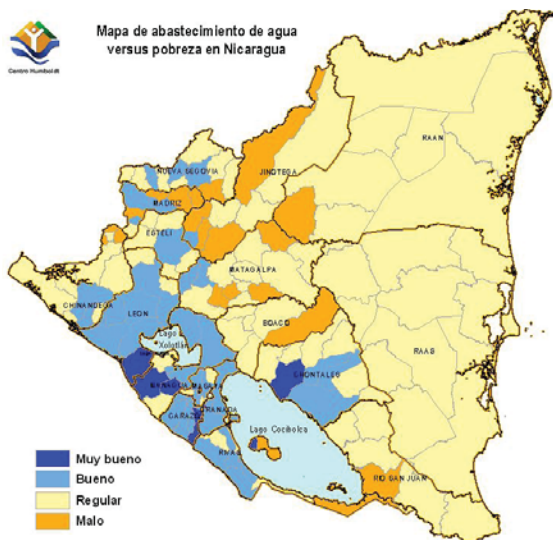 Mapa de abastecimiento de agua
versus pobreza en Nicaragua
Centro Humboldt
RAAN
NUEVA SEGOVIA
JINOTEGA
MADRIZ
ESTELI
MATAGALPA
CHINANDEGA
LEON
BOACO
Lago
Xolotlán
RAAS
CHONTALES
MANAGUA
MASAYA
CARAZO
GRANADA
Lago Cocibolca
RIVAS
RIO SAN JUAN
Muy bueno
Bueno
Regular
Malo